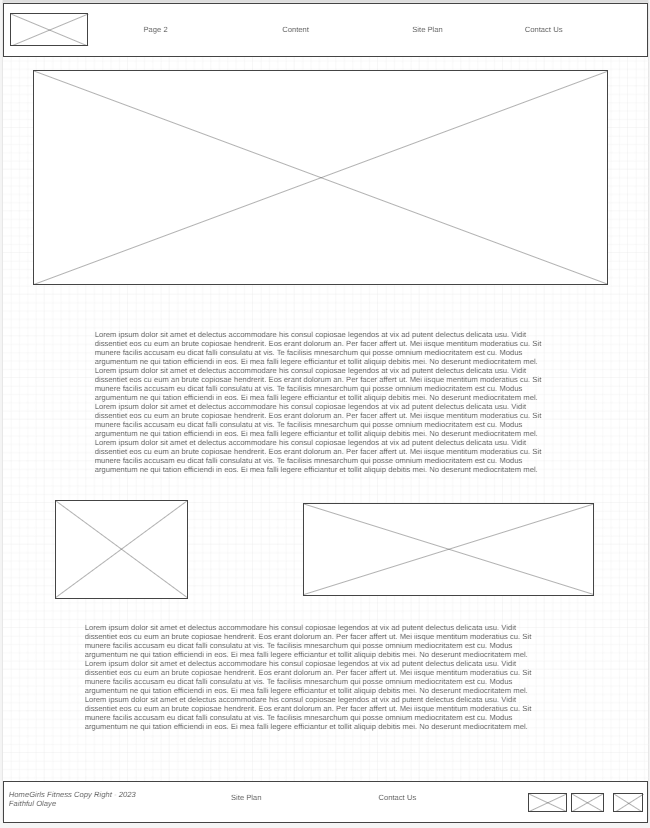 Page 2 Content Site Plan Contact Us
Lorem ipsum dolor sit amet et delectus accommodare his consul copiosae legendos at vix ad putent delectus delicata usu. Vidit
dissentiet eos cu eum an brute copiosae hendrerit. Eos erant dolorum an. Per facer affert ut. Mei iisque mentitum moderatius cu. Sit
munere facilis accusam eu dicat falli consulatu at vis. Te facilisis mnesarchum qui posse omnium mediocritatem est cu. Modus
argumentum ne qui tation efficiendi in eos. Ei mea falli legere efficiantur et tollit aliquip debitis mei. No deserunt mediocritatem mel.
Lorem ipsum dolor sit amet et delectus accommodare his consul copiosae legendos at vix ad putent delectus delicata usu. Vidit
dissentiet eos cu eum an brute copiosae hendrerit. Eos erant dolorum an. Per facer affert ut. Mei iisque mentitum moderatius cu. Sit
munere facilis accusam eu dicat falli consulatu at vis. Te facilisis mnesarchum qui posse omnium mediocritatem est cu. Modus
argumentum ne qui tation efficiendi in eos. Ei mea falli legere efficiantur et tollit aliquip debitis mei. No deserunt mediocritatem mel.
Lorem ipsum dolor sit amet et delectus accommodare his consul copiosae legendos at vix ad putent delectus delicata usu. Vidit
dissentiet eos cu eum an brute copiosae hendrerit. Eos erant dolorum an. Per facer affert ut. Mei iisque mentitum moderatius cu. Sit
munere facilis accusam eu dicat falli consulatu at vis. Te facilisis mnesarchum qui posse omnium mediocritatem est cu. Modus
argumentum ne qui tation efficiendi in eos. Ei mea falli legere efficiantur et tollit aliquip debitis mei. No deserunt mediocritatem mel.
Lorem ipsum dolor sit amet et delectus accommodare his consul copiosae legendos at vix ad putent delectus delicata usu. Vidit
dissentiet eos cu eum an brute copiosae hendrerit. Eos erant dolorum an. Per facer affert ut. Mei iisque mentitum moderatius cu. Sit
munere facilis accusam eu dicat falli consulatu at vis. Te facilisis mnesarchum qui posse omnium mediocritatem est cu. Modus
argumentum ne qui tation efficiendi in eos. Ei mea falli legere efficiantur et tollit aliquip debitis mei. No deserunt mediocritatem mel.
Lorem ipsum dolor sit amet et delectus accommodare his consul copiosae legendos at vix ad putent delectus delicata usu. Vidit
dissentiet eos cu eum an brute copiosae hendrerit. Eos erant dolorum an. Per facer affert ut. Mei iisque mentitum moderatius cu. Sit
munere facilis accusam eu dicat falli consulatu at vis. Te facilisis mnesarchum qui posse omnium mediocritatem est cu. Modus
argumentum ne qui tation efficiendi in eos. Ei mea falli legere efficiantur et tollit aliquip debitis mei. No deserunt mediocritatem mel.
Lorem ipsum dolor sit amet et delectus accommodare his consul copiosae legendos at vix ad putent delectus delicata usu. Vidit
dissentiet eos cu eum an brute copiosae hendrerit. Eos erant dolorum an. Per facer affert ut. Mei iisque mentitum moderatius cu. Sit
munere facilis accusam eu dicat falli consulatu at vis. Te facilisis mnesarchum qui posse omnium mediocritatem est cu. Modus
argumentum ne qui tation efficiendi in eos. Ei mea falli legere efficiantur et tollit aliquip debitis mei. No deserunt mediocritatem mel.
Lorem ipsum dolor sit amet et delectus accommodare his consul copiosae legendos at vix ad putent delectus delicata usu. Vidit
dissentiet eos cu eum an brute copiosae hendrerit. Eos erant dolorum an. Per facer affert ut. Mei iisque mentitum moderatius cu. Sit
munere facilis accusam eu dicat falli consulatu at vis. Te facilisis mnesarchum qui posse omnium mediocritatem est cu. Modus
argumentum ne qui tation efficiendi in eos. Ei mea falli legere efficiantur et tollit aliquip debitis mei. No deserunt mediocritatem mel.
HomeGirls Fitness Copy Right · 2023
Faithful Olaye
Site Plan Contact Us